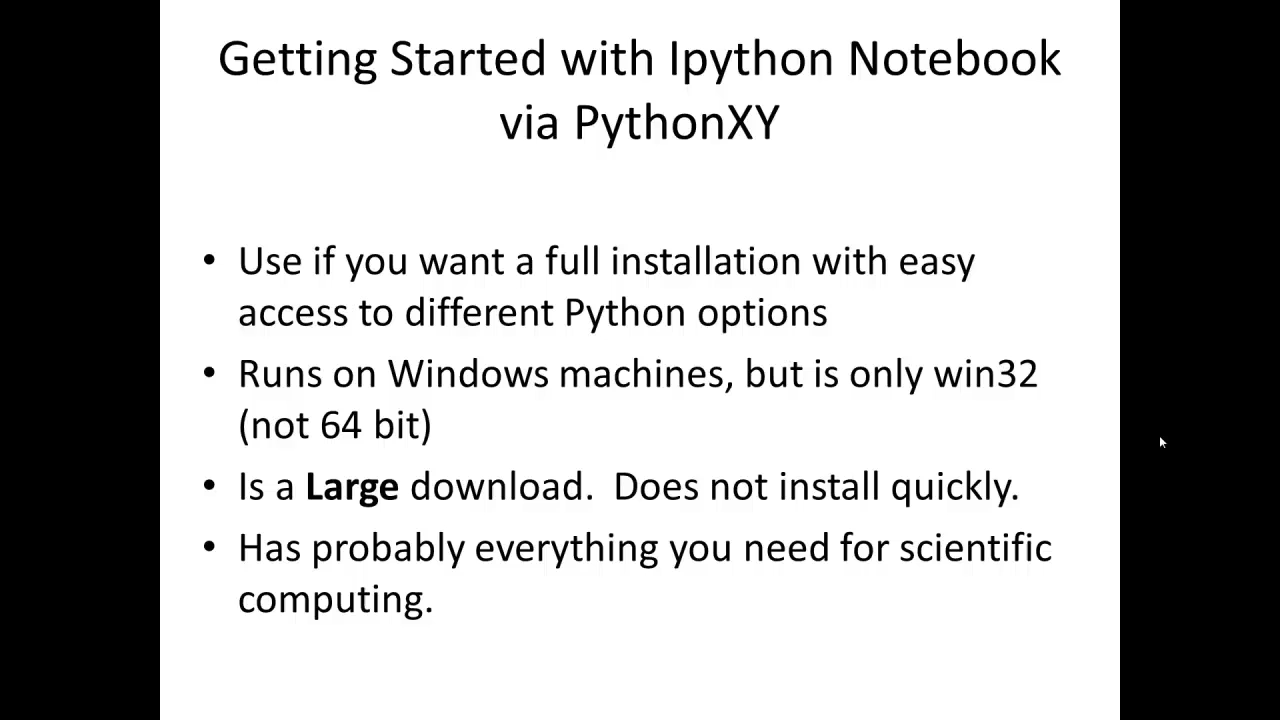 Getting Started with Ipython Notebook
via PythonXY
• Use if you want a full installation with easy
access to different Python options
• Runs on Windows machines, but is only win32
(not 64 bit)
• Is a Large download.  Does not install quickly.
• Has probably everything you need for scientific
computing.